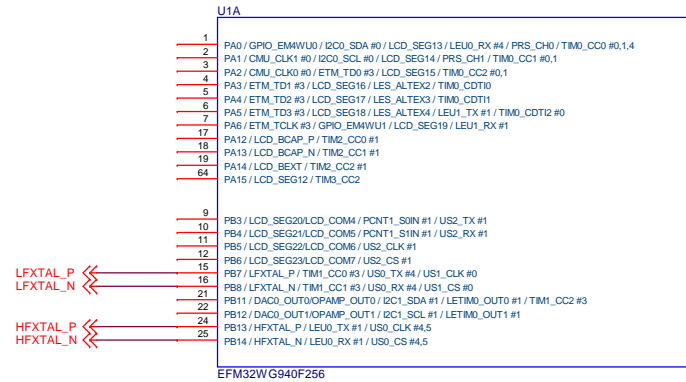 U1A
1 PA0 / GPIO_EM4WU0 / I2C0_SDA #0 / LCD_SEG13 / LEU0_RX #4 / PRS_CH0 / TIM0_CC0 #0,1,4
2 PA1 / CMU_CLK1 #0 / I2C0_SCL #0 / LCD_SEG14 / PRS_CH1 / TIM0_CC1 #0,1
3 PA2 / CMU_CLK0 #0 / ETM_TD0 #3 / LCD_SEG15 / TIM0_CC2 #0,1
4 PA3 / ETM_TD1 #3 / LCD_SEG16 / LES_ALTEX2 / TIM0_CDTI0
5 PA4 / ETM_TD2 #3 / LCD_SEG17 / LES_ALTEX3 / TIM0_CDTI1
6 PA5 / ETM_TD3 #3 / LCD_SEG18 / LES_ALTEX4 / LEU1_TX #1 / TIM0_CDTI2 #0
7 PA6 / ETM_TCLK #3 / GPIO_EM4WU1 / LCD_SEG19 / LEU1_RX #1
17 PA12 / LCD_BCAP_P / TIM2_CC0 #1
18 PA13 / LCD_BCAP_N / TIM2_CC1 #1
19 PA14 / LCD_BEXT / TIM2_CC2 #1
64 PA15 / LCD_SEG12 / TIM3_CC2
9 PB3 / LCD_SEG20/LCD_COM4 / PCNT1_S0IN #1 / US2_TX #1
10 PB4 / LCD_SEG21/LCD_COM5 / PCNT1_S1IN #1 / US2_RX #1
11 PB5 / LCD_SEG22/LCD_COM6 / US2_CLK #1
12 PB6 / LCD_SEG23/LCD_COM7 / US2_CS #1
LFXTAL_P 15 PB7 / LFXTAL_P / TIM1_CC0 #3 / US0_TX #4 / US1_CLK #0
LFXTAL_N 16 PB8 / LFXTAL_N / TIM1_CC1 #3 / US0_RX #4 / US1_CS #0
21 PB11 / DAC0_OUT0/OPAMP_OUT0 / I2C1_SDA #1 / LETIM0_OUT0 #1 / TIM1_CC2 #3
22 PB12 / DAC0_OUT1/OPAMP_OUT1 / I2C1_SCL #1 / LETIM0_OUT1 #1
HFXTAL_P 24 PB13 / HFXTAL_P / LEU0_TX #1 / US0_CLK #4,5
HFXTAL_N 25 PB14 / HFXTAL_N / LEU0_RX #1 / US0_CS #4,5
EFM32WG940F256